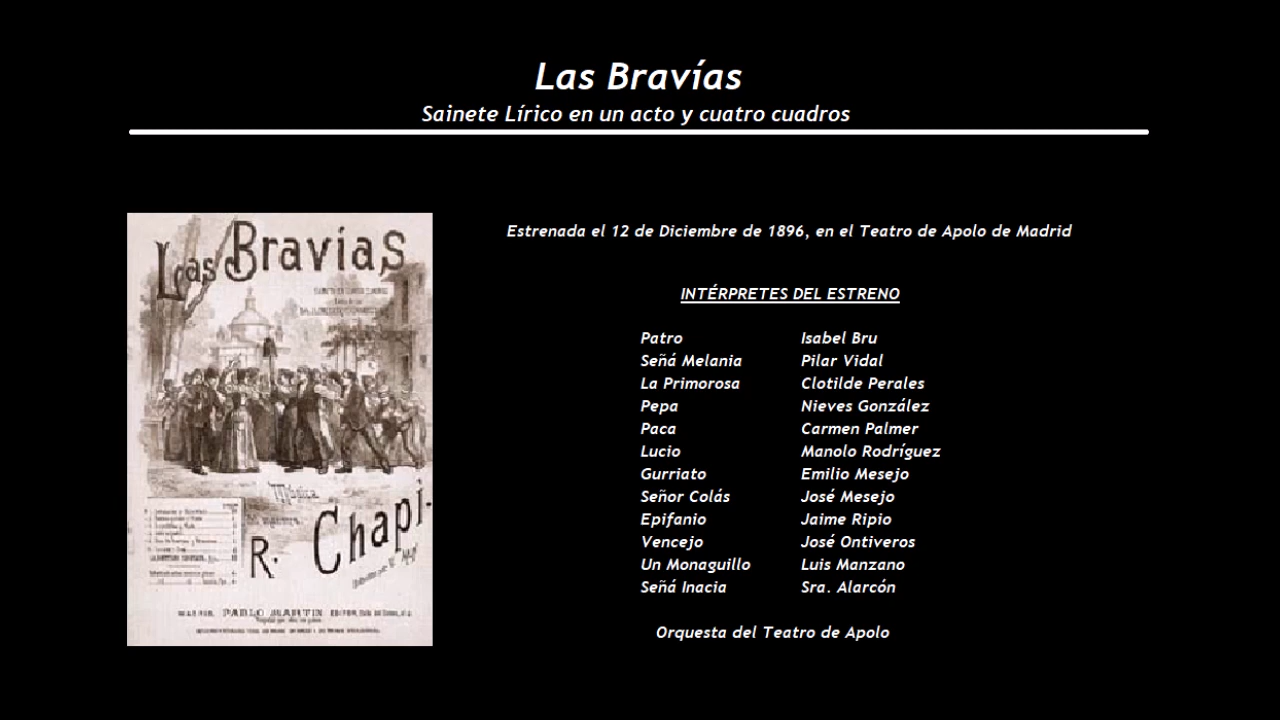 Las Bravías
Sainete Lírico en un acto y cuatro cuadros
Las Bravías
Música
R. Chapí.
PABLO MARTIN
Estrenada el 12 de Diciembre de 1896, en el Teatro de Apolo de Madrid
INTÉRPRETES DEL ESTRENO
Patro Isabel Bru
Señá Melania Pilar Vidal
La Primorosa Clotilde Perales
Pepa Nieves González
Paca Carmen Palmer
Lucio Manolo Rodríguez
Gurriato Emilio Mesejo
Señor Colás José Mesejo
Epifanio Jaime Ripio
Vencejo José Ontiveros
Un Monaguillo Luis Manzano
Señá Inacia Sra. Alarcón
Orquesta del Teatro de Apolo